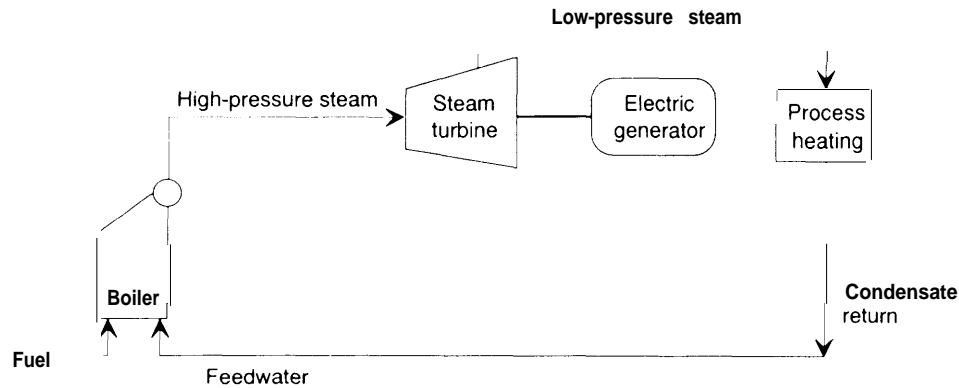 Low-pressure steam
High-pressure steam
Steam
turbine
Electric
generator
Process
heating
Boiler
Condensate
return
Fuel
Feedwater